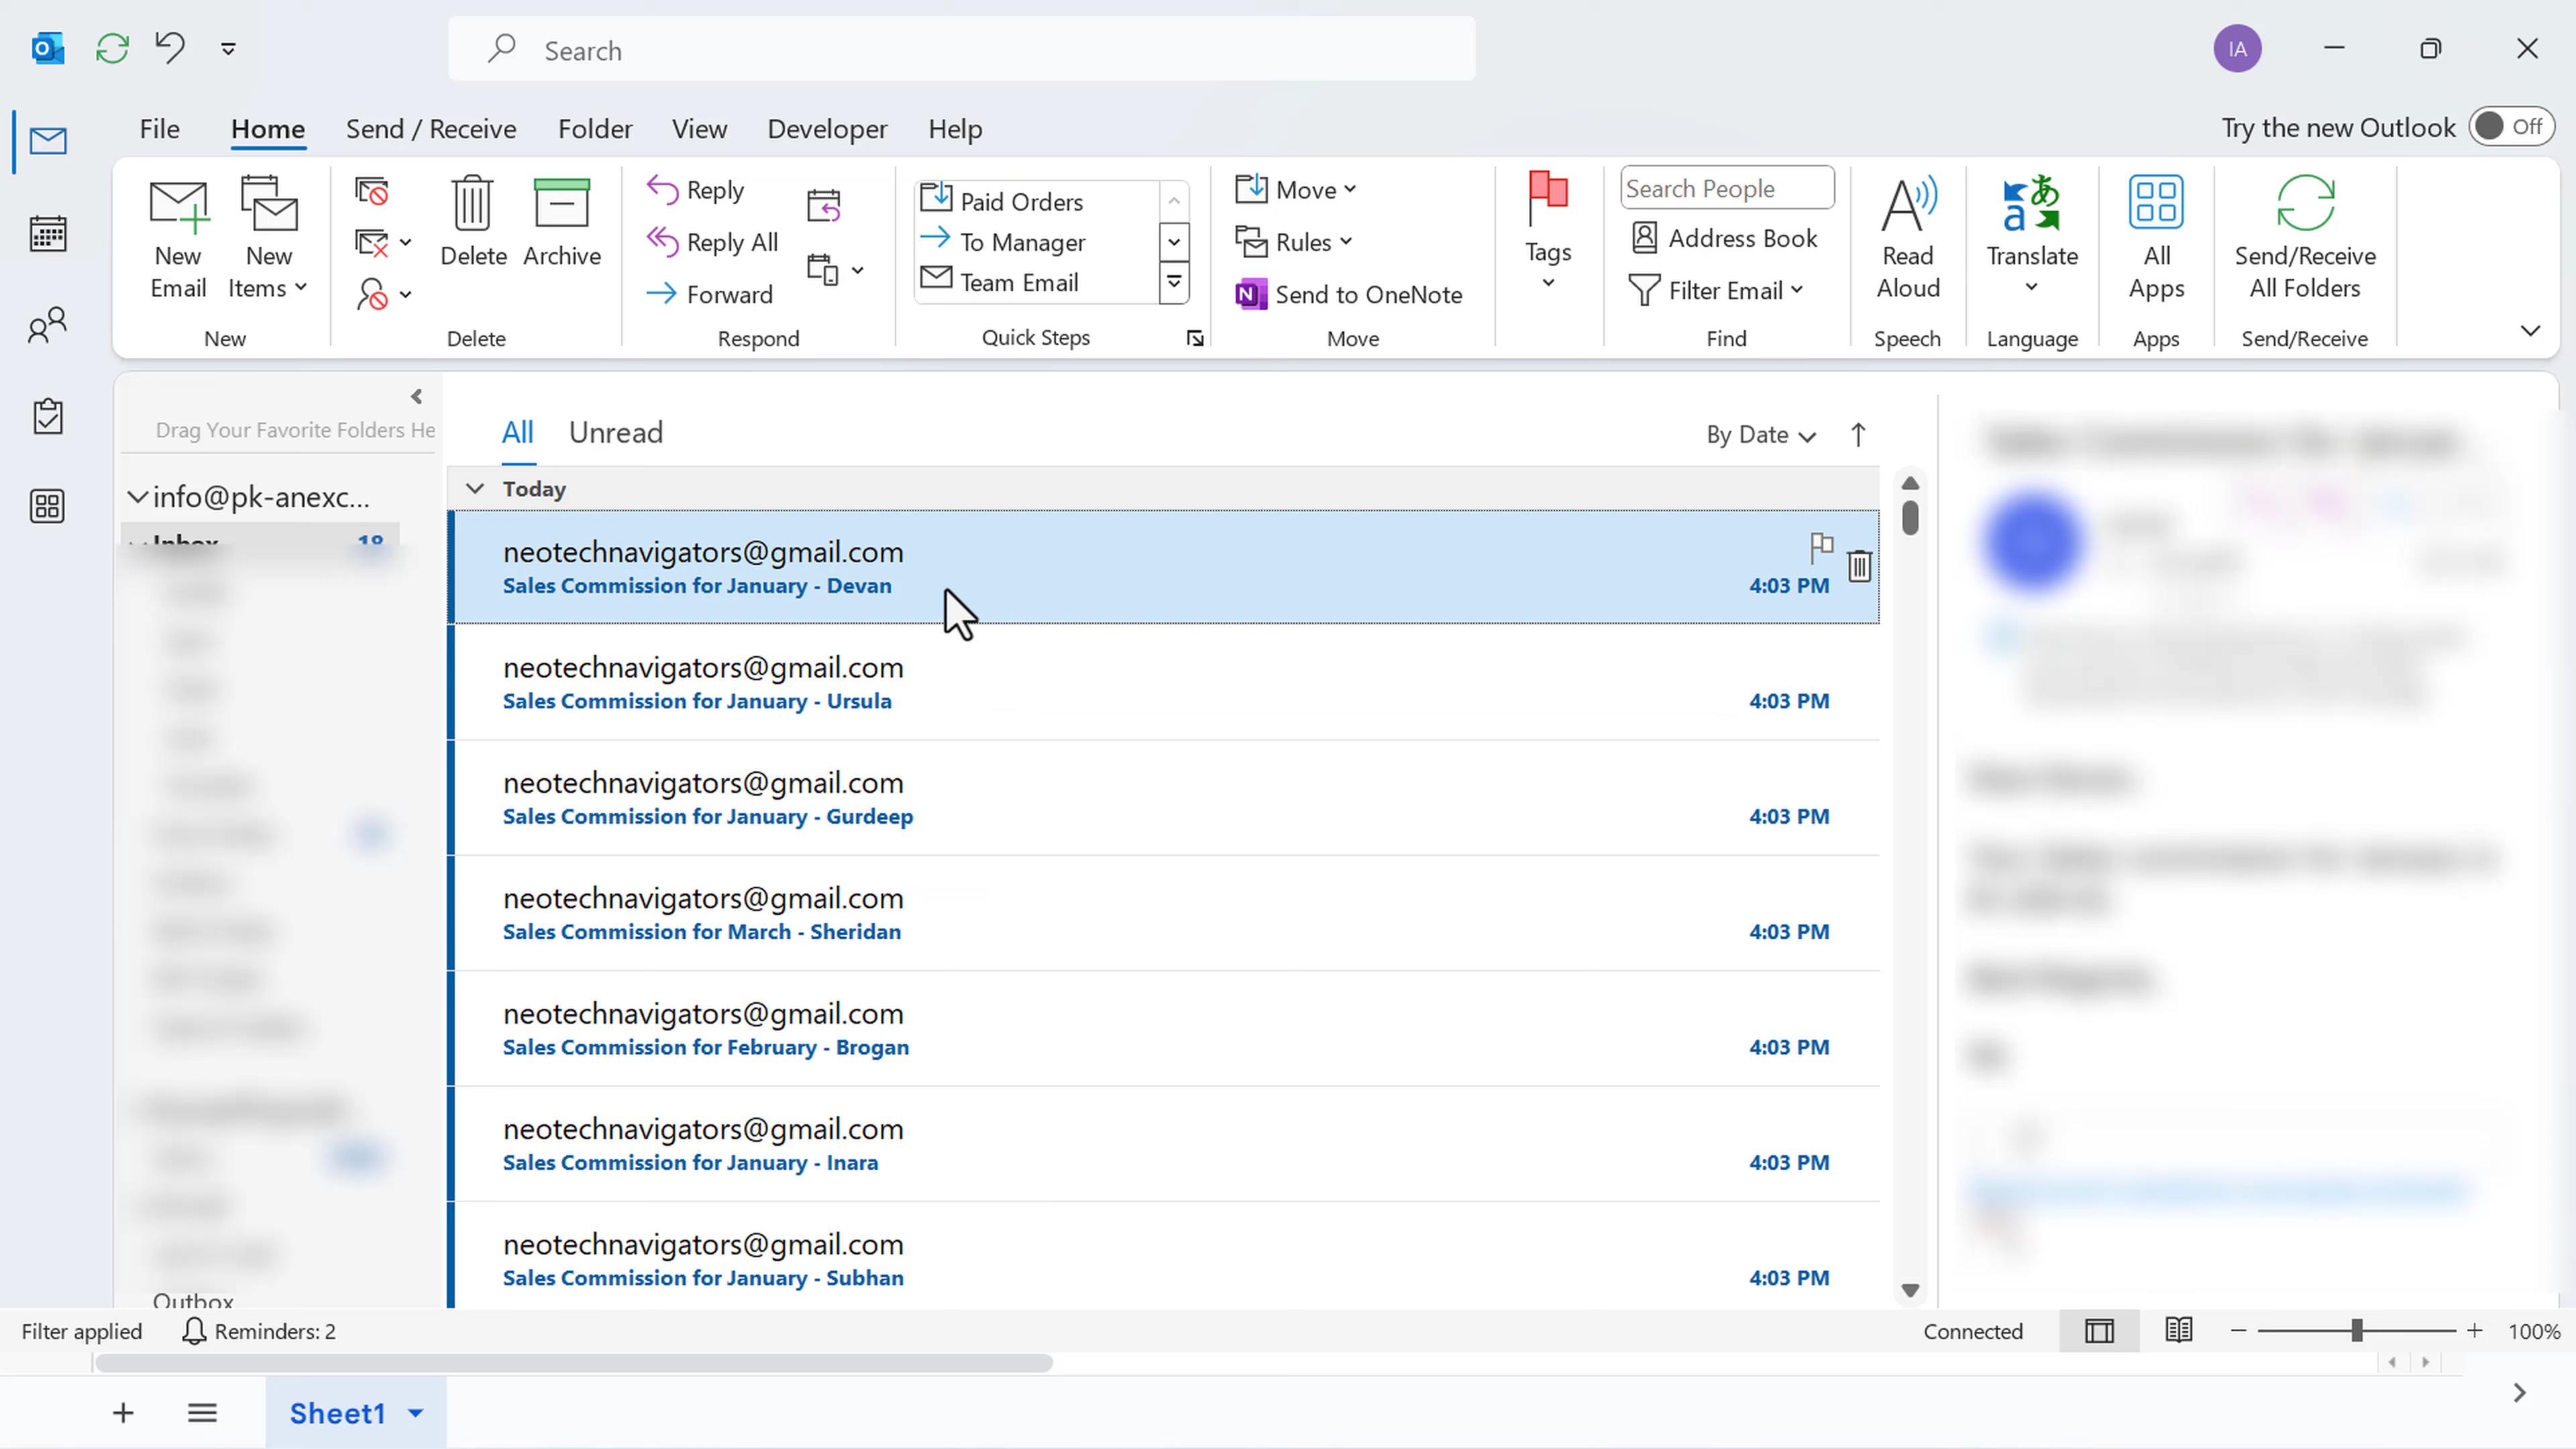 Search
IA
File Home Send / Receive Folder View Developer Help
Try the new Outlook Off
New Email
New Items
New
Delete
Archive
Delete
Reply
Reply All
Forward
Respond
Paid Orders
To Manager
Team Email
Quick Steps
Move
Rules
Send to OneNote
Move
Tags
Search People
Address Book
Filter Email
Find
Read Aloud
Speech
Translate
Language
All Apps
Apps
Send/Receive All Folders
Send/Receive
Drag Your Favorite Folders He
info@pk-anexc...
Inbox 18
Outbox
All Unread
By Date
Today
neotechnavigators@gmail.com
Sales Commission for January - Devan 4:03 PM
neotechnavigators@gmail.com
Sales Commission for January - Ursula 4:03 PM
neotechnavigators@gmail.com
Sales Commission for January - Gurdeep 4:03 PM
neotechnavigators@gmail.com
Sales Commission for March - Sheridan 4:03 PM
neotechnavigators@gmail.com
Sales Commission for February - Brogan 4:03 PM
neotechnavigators@gmail.com
Sales Commission for January - Inara 4:03 PM
neotechnavigators@gmail.com
Sales Commission for January - Subhan 4:03 PM
Filter applied Reminders: 2 Connected 100%
Sheet1